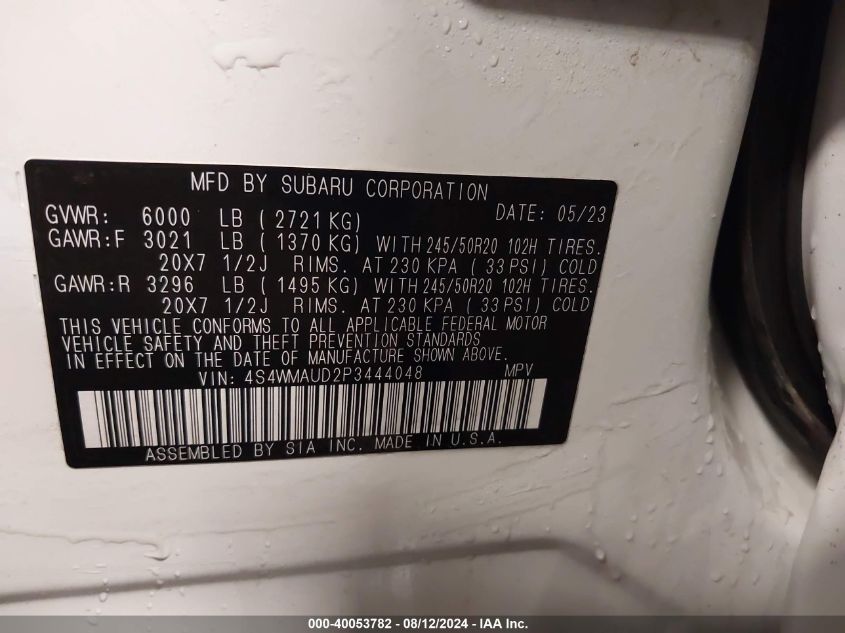 MFD BY SUBARU CORPORATION
GVWR: 6000 LB ( 2721 KG) DATE: 05/23
GAWR:F 3021 LB ( 1370 KG) WITH 245/50R20 102H TIRES.
20X7 1/2J RIMS. AT 230 KPA ( 33 PSI) COLD
GAWR:R 3296 LB ( 1495 KG) WITH 245/50R20 102H TIRES.
20X7 1/2J RIMS. AT 230 KPA ( 33 PSI) COLD
THIS VEHICLE CONFORMS TO ALL APPLICABLE FEDERAL MOTOR
VEHICLE SAFETY AND THEFT PREVENTION STANDARDS
IN EFFECT ON THE DATE OF MANUFACTURE SHOWN ABOVE.
VIN: 4S4WMAUD2P3444048 MPV
ASSEMBLED BY SIA INC. MADE IN U.S.A.
000-40053782 - 08/12/2024 - IAA Inc.